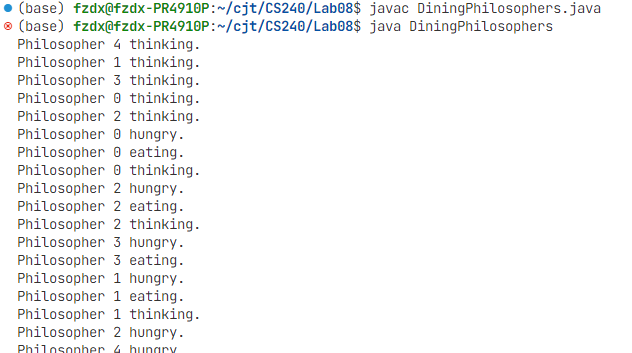 (base) fzdx@fzdx-PR4910P:~/cjt/CS240/Lab08$ javac DiningPhilosophers.java
(base) fzdx@fzdx-PR4910P:~/cjt/CS240/Lab08$ java DiningPhilosophers
Philosopher 4 thinking.
Philosopher 1 thinking.
Philosopher 3 thinking.
Philosopher 0 thinking.
Philosopher 2 thinking.
Philosopher 0 hungry.
Philosopher 0 eating.
Philosopher 0 thinking.
Philosopher 2 hungry.
Philosopher 2 eating.
Philosopher 2 thinking.
Philosopher 3 hungry.
Philosopher 3 eating.
Philosopher 1 hungry.
Philosopher 1 eating.
Philosopher 1 thinking.
Philosopher 2 hungry.
Philosopher 4 hungry